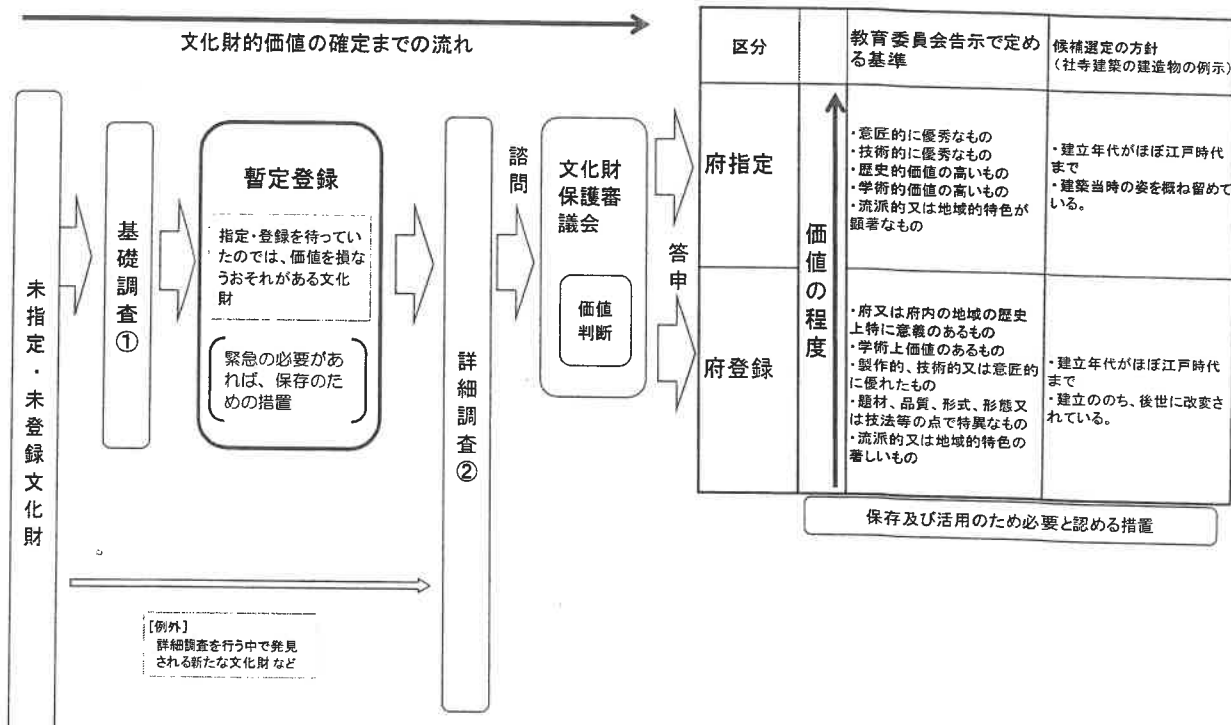 文化財的価値の確定までの流れ
未指定・未登録文化財
基礎調査①
暫定登録
指定・登録を待ってい
たのでは、価値を損な
うおそれがある文化
財
緊急の必要があ
れば、保存のた
めの措置
[例外]
詳細調査を行う中で発見
される新たな文化財など
詳細調査②
諮問
文化財
保護審
議会
価値
判断
答申
区分
教育委員会告示で定め
る基準
候補選定の方針
(社寺建築の建造物の例示)
価値の程度
府指定
・意匠的に優秀なもの
・技術的に優秀なもの
・歴史的価値の高いもの
・学術的価値の高いもの
・流派的又は地域的特色が
顕著なもの
・建立年代がほぼ江戸時代
まで
・建築当時の姿を概ね留めて
いる。
府登録
・府又は府内の地域の歴史
上特に意義のあるもの
・学術上価値のあるもの
・製作的、技術的又は意匠的
に優れたもの
・題材、品質、形式、形態又
は技法等の点で特異なもの
・流派的又は地域的特色の
著しいもの
・建立年代がほぼ江戸時代
まで
・建立ののち、後世に改変さ
れている。
保存及び活用のため必要と認める措置